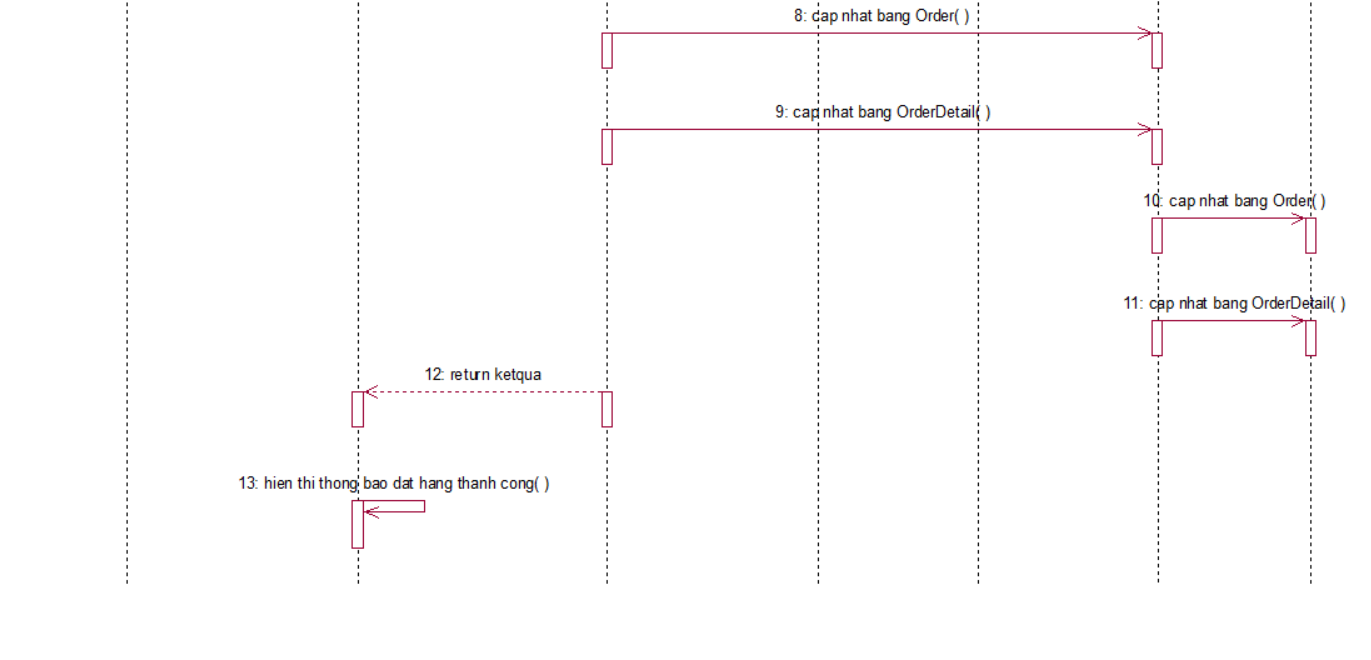 8: cap nhat bang Order( )
9: cap nhat bang OrderDetail( )
10: cap nhat bang Order( )
11: cap nhat bang OrderDetail( )
12: return ketqua
13: hien thi thong bao dat hang thanh cong( )